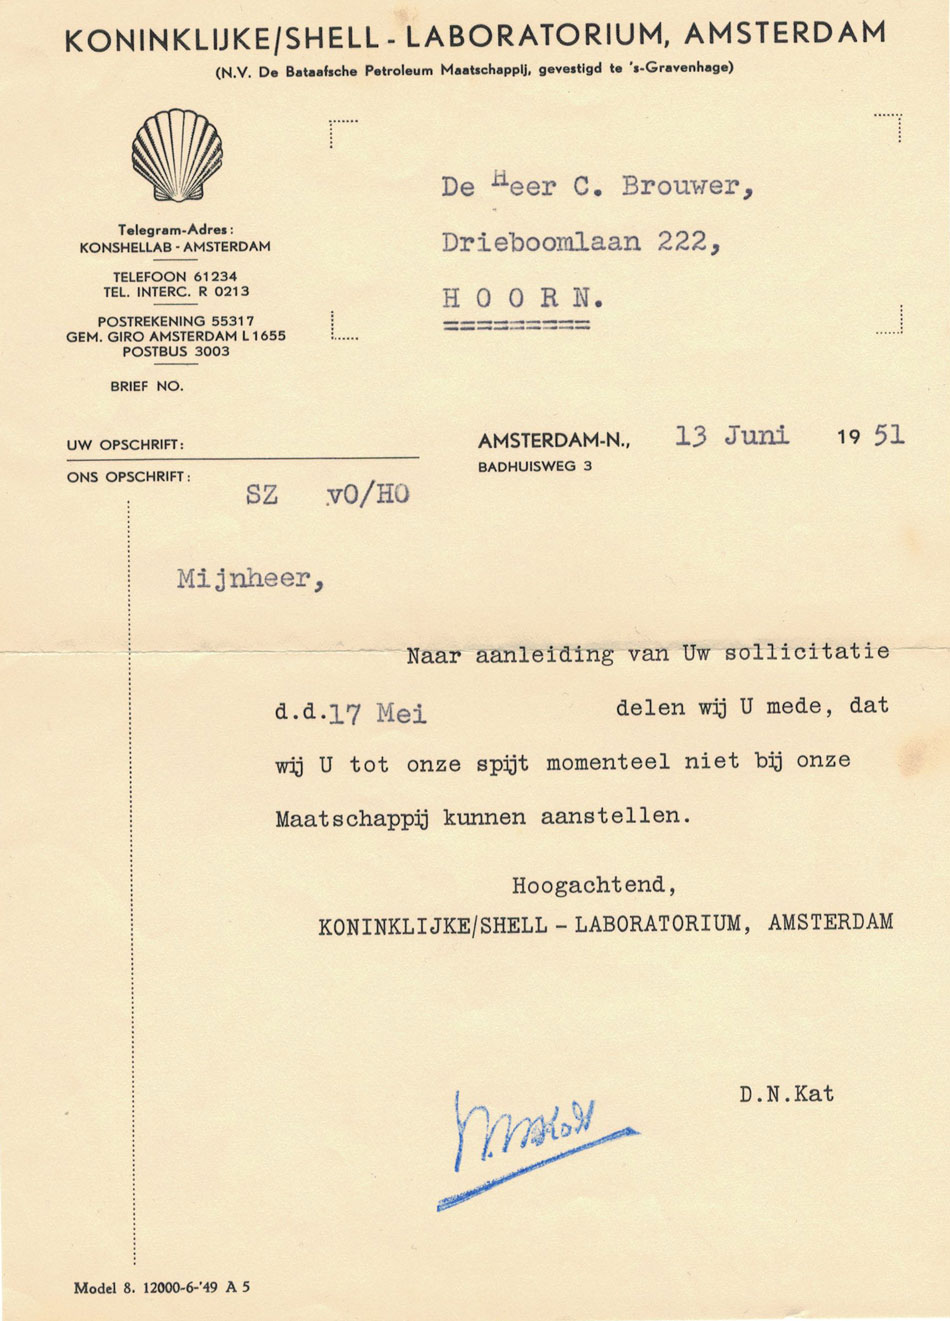 KONINKLIJKE/SHELL - LABORATORIUM, AMSTERDAM
(N.V. De Bataafsche Petroleum Maatschappij, gevestigd te 's-Gravenhage)
Telegram-Adres:
KONSHELLAB - AMSTERDAM
TELEFOON 61234
TEL. INTERC. R 0213
POSTREKENING 55317
GEM. GIRO AMSTERDAM L 1655
POSTBUS 3003
BRIEF NO.
De Heer C. Brouwer,
Drieboomlaan 222,
H O O R N.
==========
UW OPSCHRIFT:
ONS OPSCHRIFT:
SZ vO/HO
AMSTERDAM-N., 13 Juni 19 51
BADHUISWEG 3
Mijnheer,
Naar aanleiding van Uw sollicitatie
d.d.17 Mei delen wij U mede, dat
wij U tot onze spijt momenteel niet bij onze
Maatschappij kunnen aanstellen.
Hoogachtend,
KONINKLIJKE/SHELL – LABORATORIUM, AMSTERDAM
D.N.Kat
Model 8. 12000-6-'49 A 5